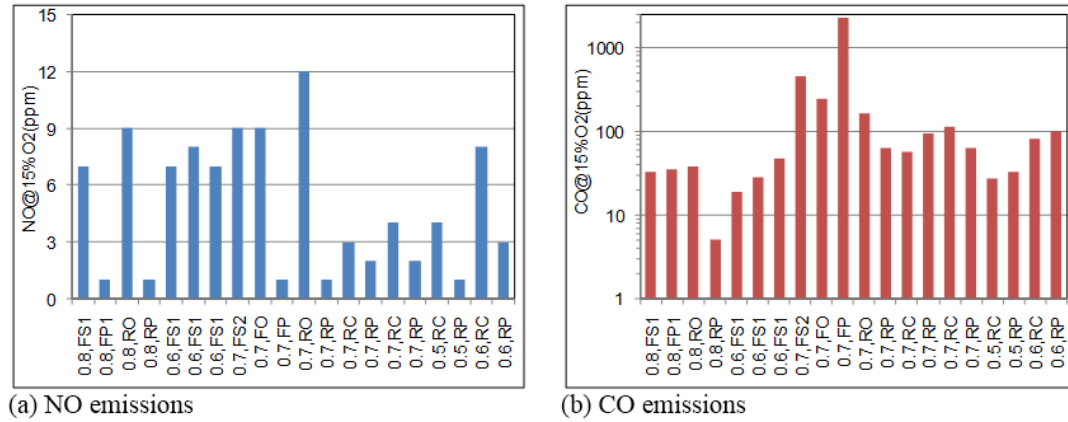 NO@15%O2(ppm)
15
12
9
6
3
0
0.8,FS1
0.8,FP1
0.8,RO
0.8,RP
0.6,FS1
0.6,FS1
0.6,FS1
0.7,FS2
0.7,FO
0.7,FP
0.7,RO
0.7,RP
0.7,RC
0.7,RP
0.7,RC
0.7,RP
0.5,RC
0.5,RP
0.6,RC
0.6,RP
(a) NO emissions
CO@15%O2(ppm)
1000
100
10
1
0.8,FS1
0.8,FP1
0.8,RO
0.8,RP
0.6,FS1
0.6,FS1
0.6,FS1
0.7,FS2
0.7,FO
0.7,FP
0.7,RO
0.7,RP
0.7,RC
0.7,RP
0.7,RC
0.7,RP
0.5,RC
0.5,RP
0.6,RC
0.6,RP
(b) CO emissions